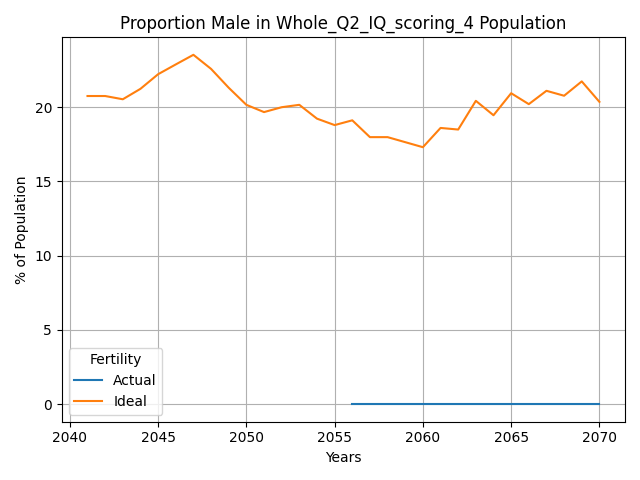 Proportion Male in Whole_Q2_IQ_scoring_4 Population
% of Population
20
15
10
5
0
Fertility
Actual
Ideal
2040 2045 2050 2055 2060 2065 2070
Years